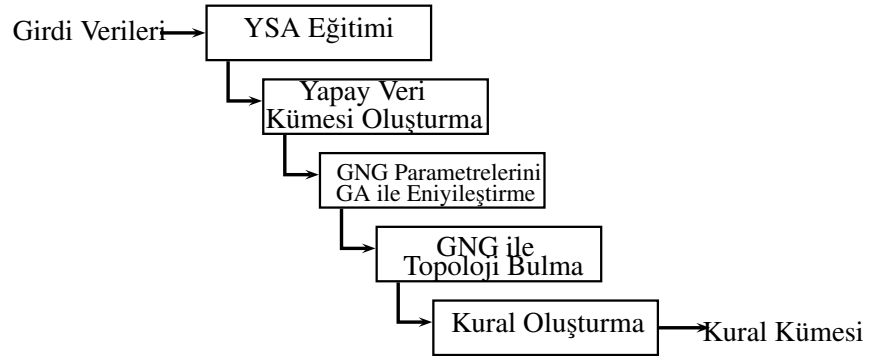 Girdi Verileri
YSA Eğitimi
Yapay Veri
Kümesi Oluşturma
GNG Parametrelerini
GA ile Eniyileştirme
GNG ile
Topoloji Bulma
Kural Oluşturma
Kural Kümesi